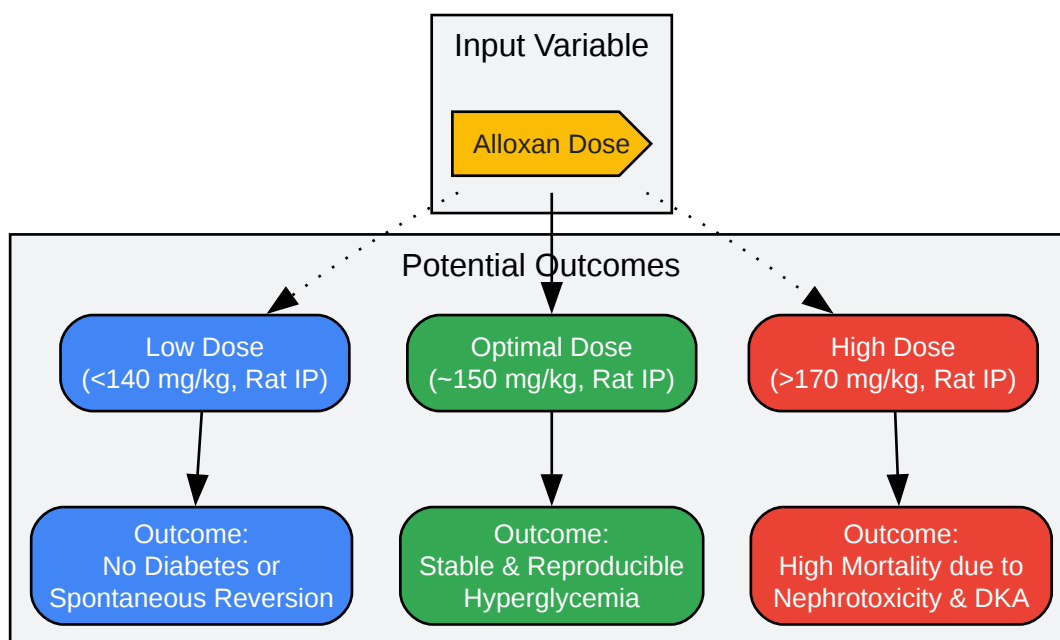 Input Variable
Alloxan Dose
Potential Outcomes
Low Dose
(<140 mg/kg, Rat IP)
Optimal Dose
(~150 mg/kg, Rat IP)
High Dose
(>170 mg/kg, Rat IP)
Outcome:
No Diabetes or
Spontaneous Reversion
Outcome:
Stable & Reproducible
Hyperglycemia
Outcome:
High Mortality due to
Nephrotoxicity & DKA